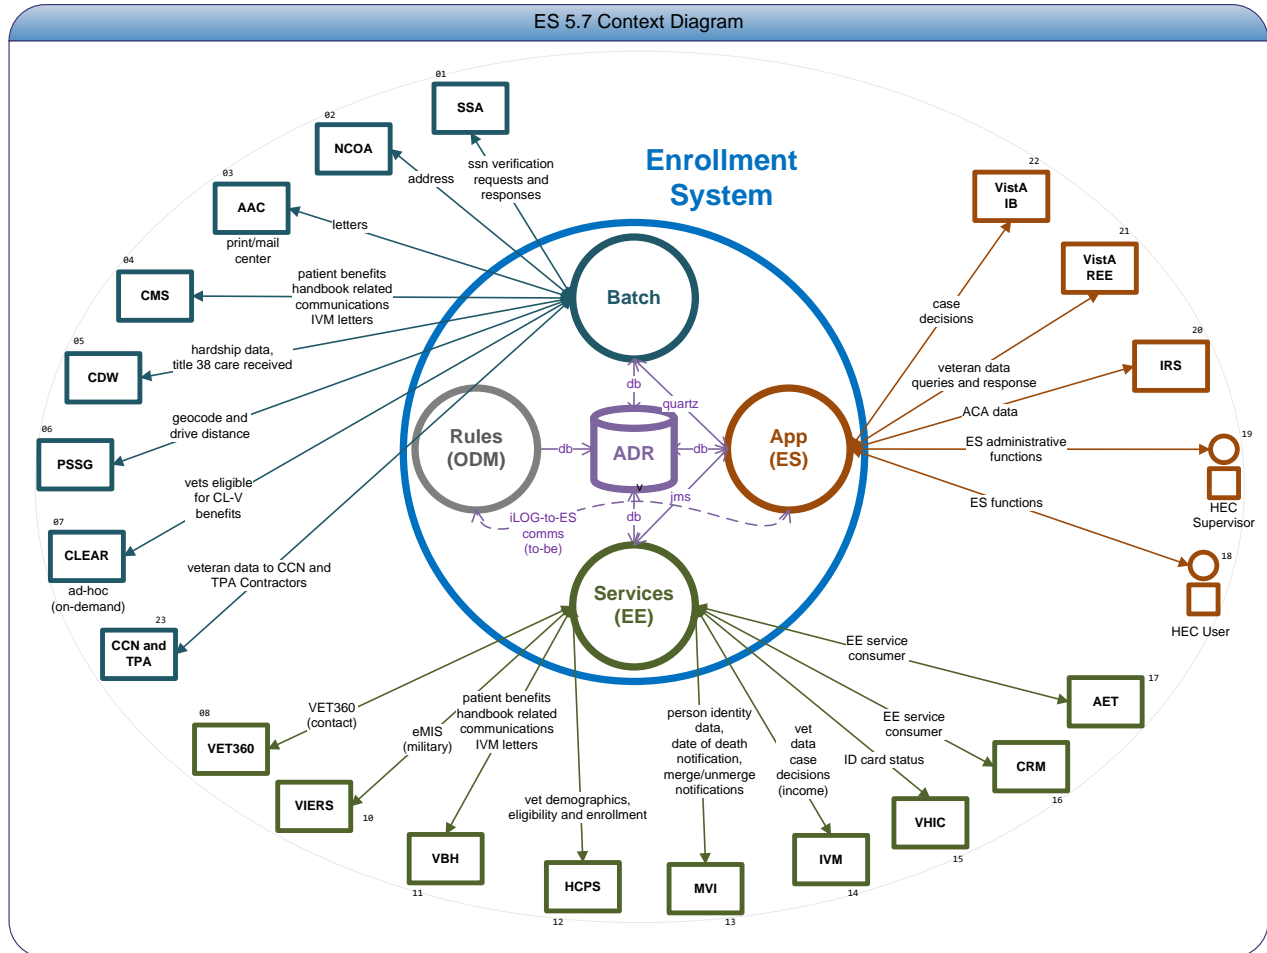 ES 5.7 Context Diagram
01
SSA
02
NCOA
03
AAC
print/mail
center
04
CMS
05
CDW
06
PSSG
07
CLEAR
ad-hoc
(on-demand)
23
CCN and
TPA
ssn verification
requests and
responses
address
letters
patient benefits
handbook related
communications
IVM letters
hardship data,
title 38 care received
geocode and
drive distance
vets eligible
for CL-V
benefits
veteran data to CCN and
TPA Contractors
Enrollment
System
Batch
Rules
(ODM)
ADR
App
(ES)
Services
(EE)
db
quartz
db
db
v
jms
db
iLOG-to-ES
comms
(to-be)
22
VistA
IB
21
VistA
REE
20
IRS
19
HEC
Supervisor
18
HEC User
case
decisions
veteran data
queries and response
ACA data
ES administrative
functions
ES functions
VET360
(contact)
eMIS
(military)
patient benefits
handbook related
communications
IVM letters
vet demographics,
eligibility and enrollment
person identity
data,
date of death
notification,
merge/unmerge
notifications
vet
data
case
decisions
(income)
ID card status
EE service
consumer
EE service
consumer
08
VET360
VIERS
10
VBH
11
HCPS
12
MVI
13
IVM
14
VHIC
15
CRM
16
AET
17